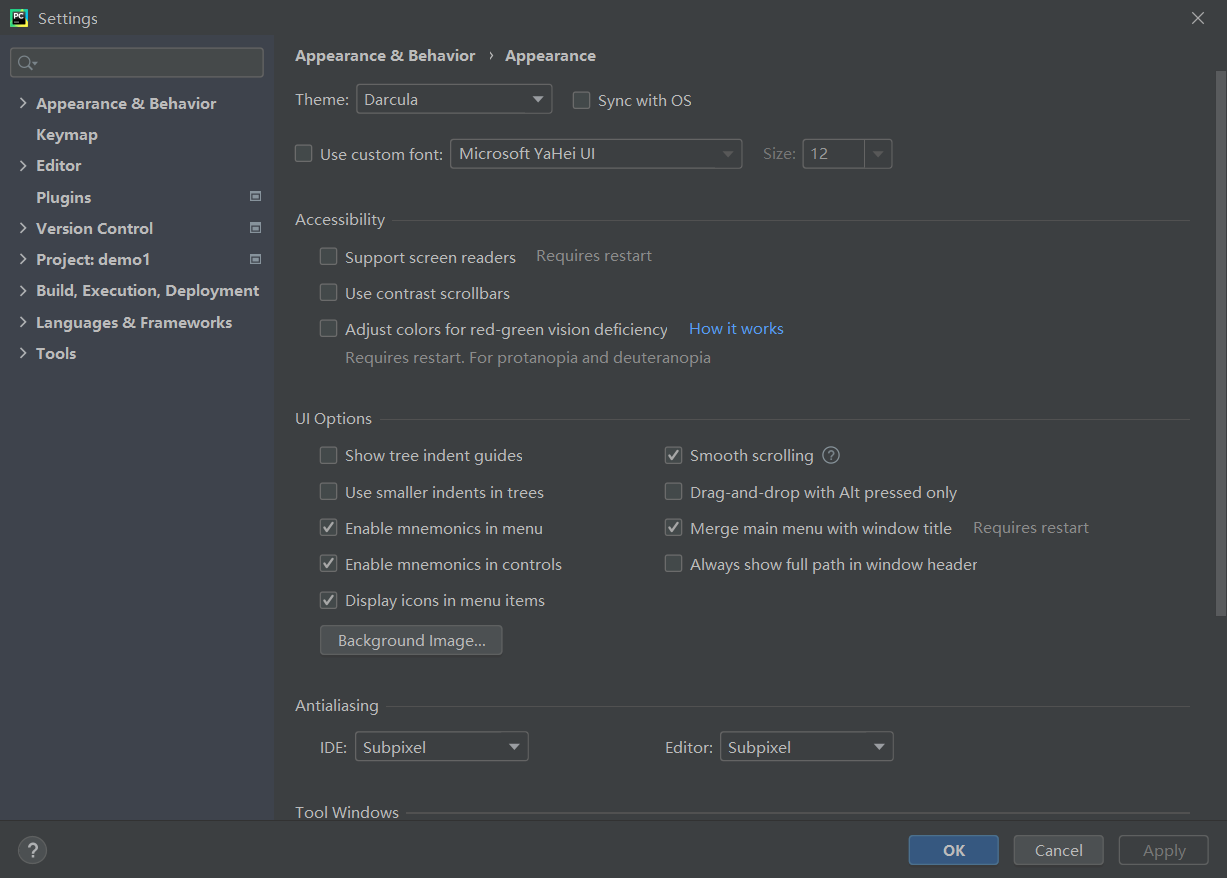 PC Settings
Appearance & Behavior
Keymap
Editor
Plugins
Version Control
Project: demo1
Build, Execution, Deployment
Languages & Frameworks
Tools
Appearance & Behavior › Appearance
Theme: Darcula Sync with OS
Use custom font: Microsoft YaHei UI Size: 12
Accessibility
Support screen readers Requires restart
Use contrast scrollbars
Adjust colors for red-green vision deficiency How it works
Requires restart. For protanopia and deuteranopia
UI Options
Show tree indent guides Smooth scrolling ?
Use smaller indents in trees Drag-and-drop with Alt pressed only
Enable mnemonics in menu Merge main menu with window title Requires restart
Enable mnemonics in controls Always show full path in window header
Display icons in menu items
Background Image...
Antialiasing
IDE: Subpixel Editor: Subpixel
Tool Windows
? OK Cancel Apply